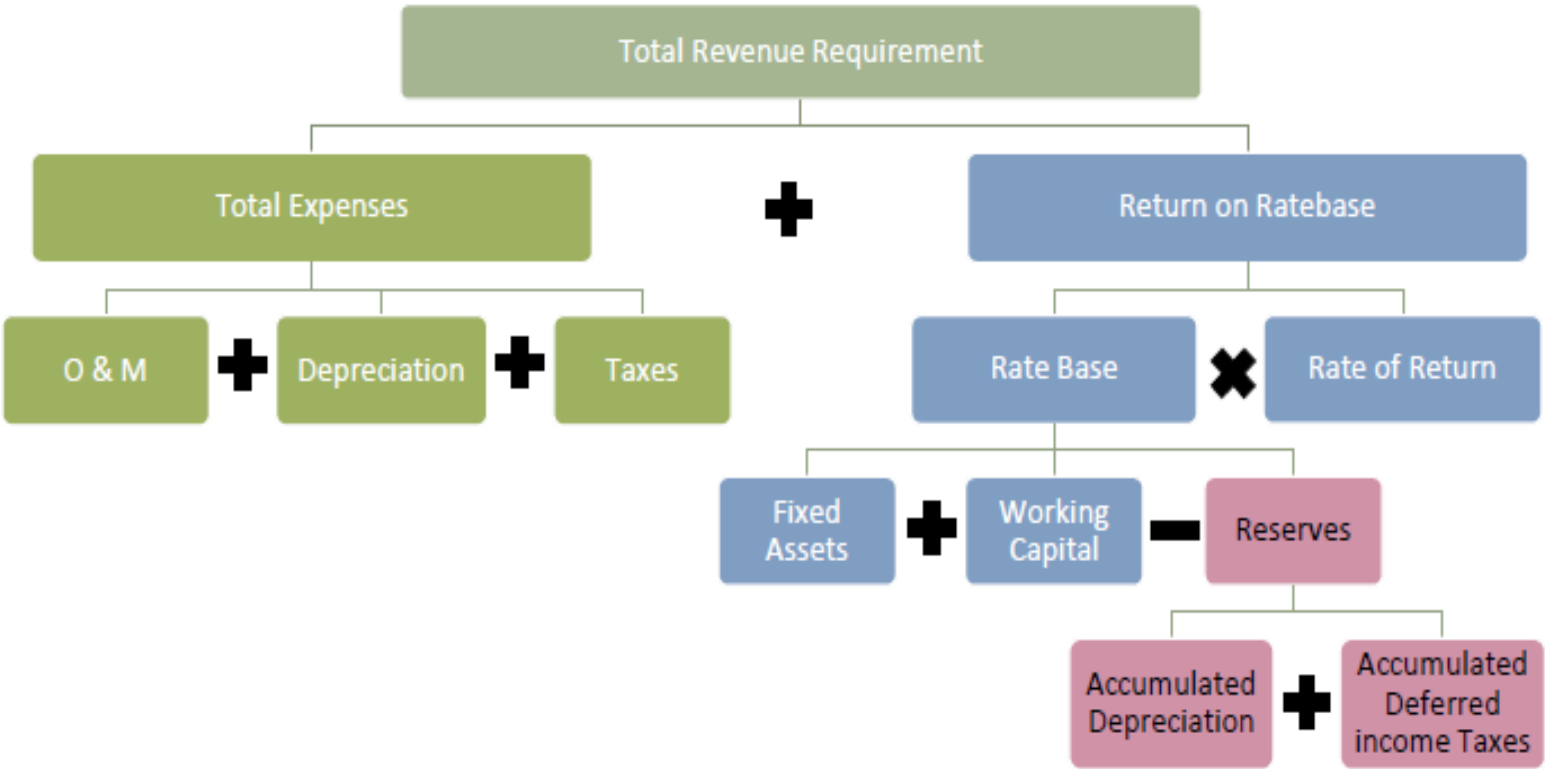 Total Revenue Requirement
Total Expenses
Return on Ratebase
O & M
Depreciation
Taxes
Rate Base
Rate of Return
Fixed
Assets
Working
Capital
Reserves
Accumulated
Depreciation
Accumulated
Deferred
income Taxes